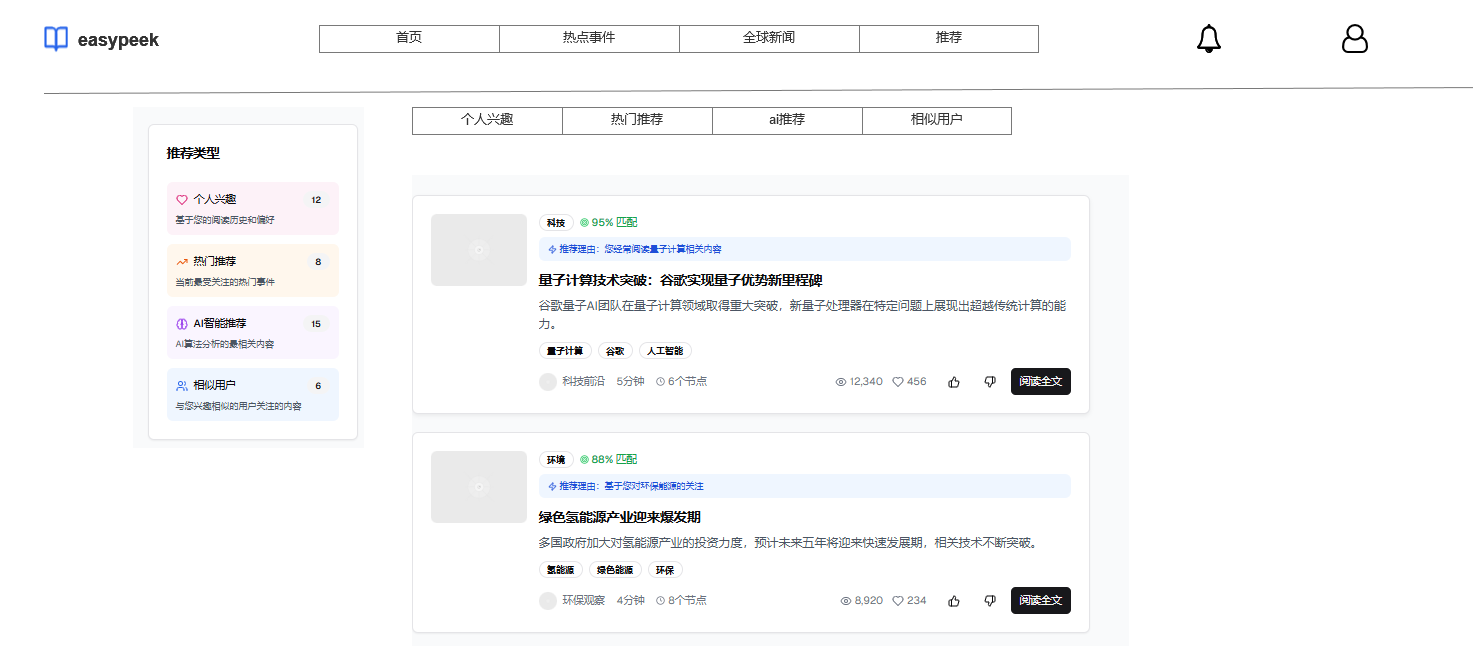 easypeek
首页 热点事件 全球新闻 推荐
个人兴趣 热门推荐 ai推荐 相似用户
推荐类型
个人兴趣 12
基于您的阅读历史和偏好
热门推荐 8
当前最受关注的热门事件
AI智能推荐 15
AI算法分析的最相关内容
相似用户 6
与您兴趣相似的用户关注的内容
科技 95% 匹配
推荐理由：您经常阅读量子计算相关内容
量子计算技术突破：谷歌实现量子优势新里程碑
谷歌量子AI团队在量子计算领域取得重大突破，新量子处理器在特定问题上展现出超越传统计算的能
力。
量子计算 谷歌 人工智能
科技前沿 5分钟 6个节点 12,340 456 阅读全文
环境 88% 匹配
推荐理由：基于您对环保能源的关注
绿色氢能源产业迎来爆发期
多国政府加大对氢能源产业的投资力度，预计未来五年将迎来快速发展期，相关技术不断突破。
氢能源 绿色能源 环保
环保观察 4分钟 8个节点 8,920 234 阅读全文